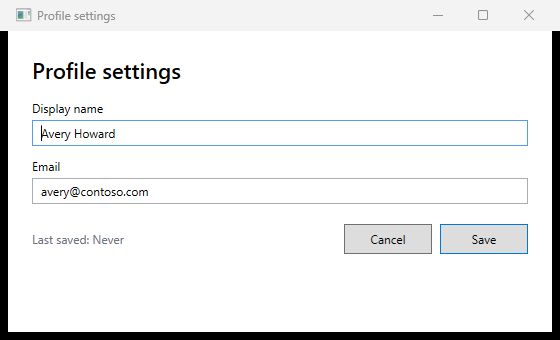 Profile settings
Profile settings
Display name
Avery Howard
Email
avery@contoso.com
Last saved: Never
Cancel
Save